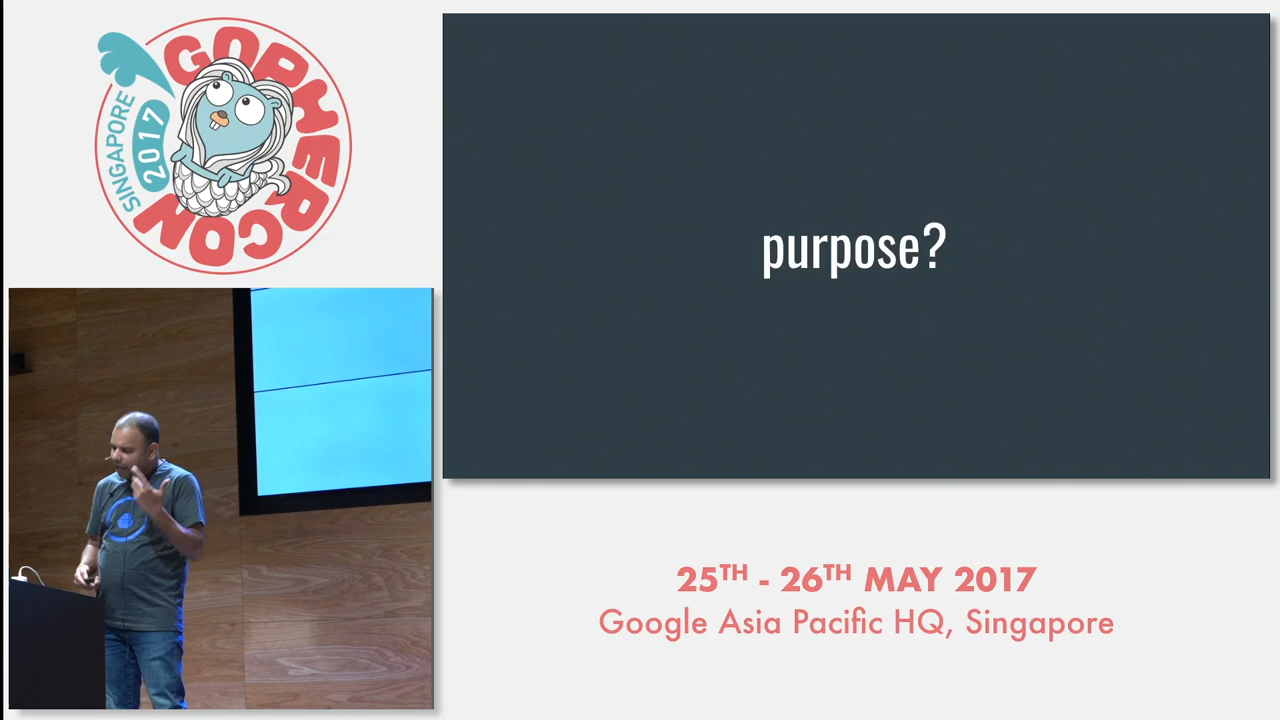 GOPHERCON
SINGAPORE
2017
purpose?
25TH - 26TH MAY 2017
Google Asia Pacific HQ, Singapore